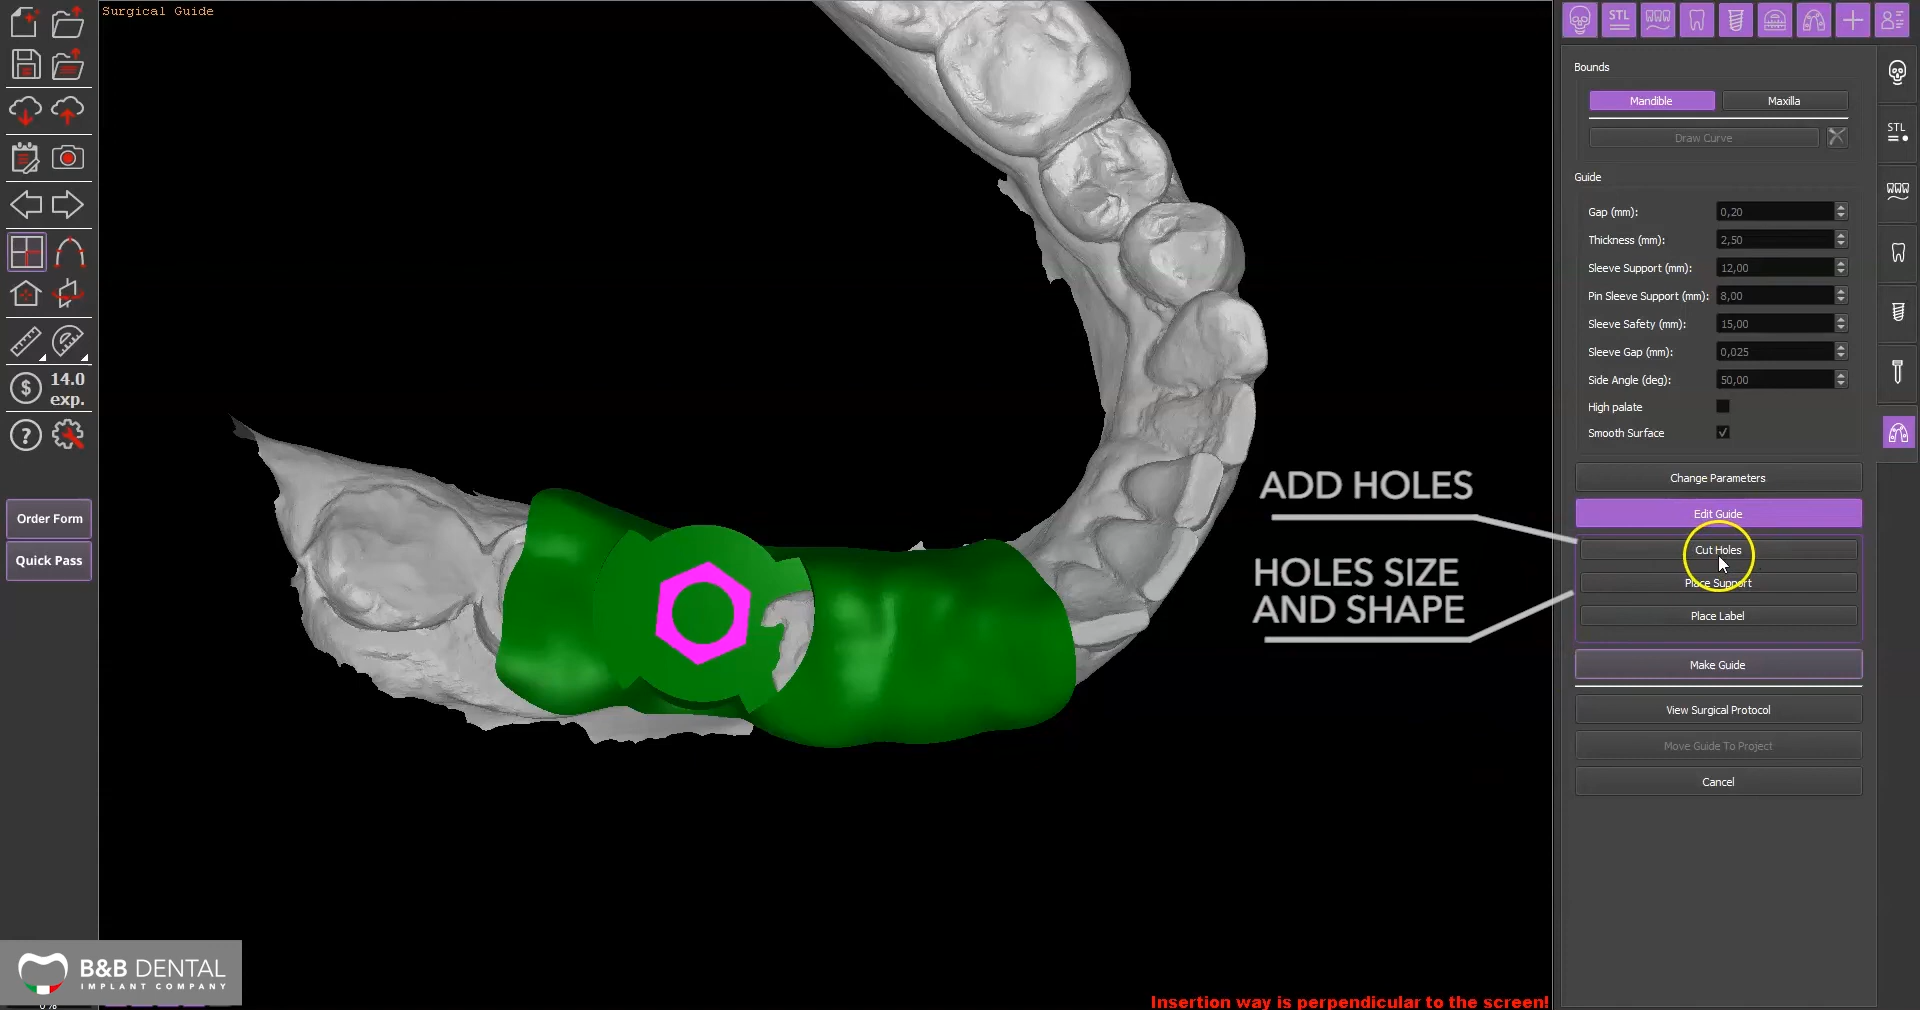 Surgical Guide
STL
Bounds
Mandible
Maxilla
Draw Curve
STL
Guide
Gap (mm):
0,20
Thickness (mm):
2,50
Sleeve Support (mm):
12,00
Pin Sleeve Support (mm):
8,00
Sleeve Safety (mm):
15,00
Sleeve Gap (mm):
0,025
Side Angle (deg):
50,00
High palate
Smooth Surface
14.0
exp.
Order Form
Quick Pass
ADD HOLES
HOLES SIZE
AND SHAPE
Change Parameters
Edit Guide
Cut Holes
Place Support
Place Label
Make Guide
View Surgical Protocol
Move Guide To Project
Cancel
B&B DENTAL
IMPLANT COMPANY
0%
Insertion way is perpendicular to the screen!